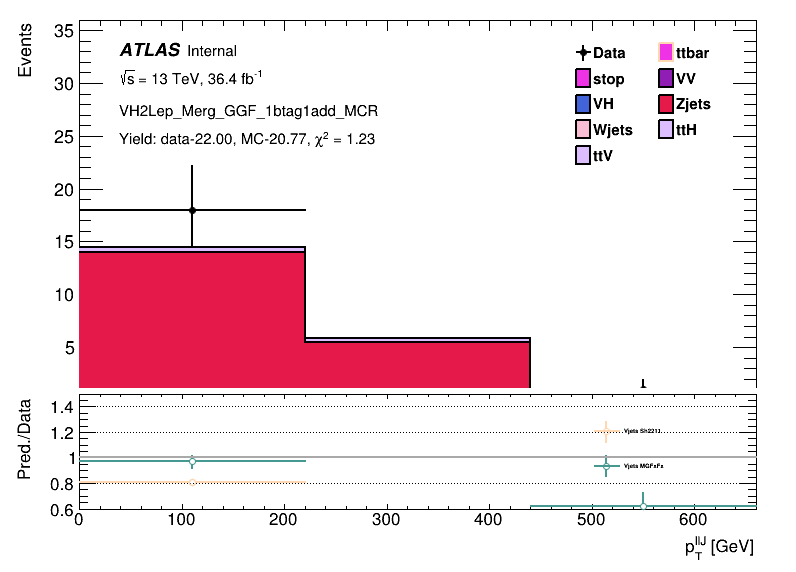 Events
35
30
25
20
15
10
5
ATLAS Internal
√s = 13 TeV, 36.4 fb⁻¹
VH2Lep_Merg_GGF_1btag1add_MCR
Yield: data-22.00, MC-20.77, χ² = 1.23
Data
ttbar
stop
VV
VH
Zjets
Wjets
ttH
ttV
Pred./Data
1.4
1.2
1
0.8
0.6
Vjets Sh2211
Vjets MGFxFx
0 100 200 300 400 500 600
p_T^llJ [GeV]